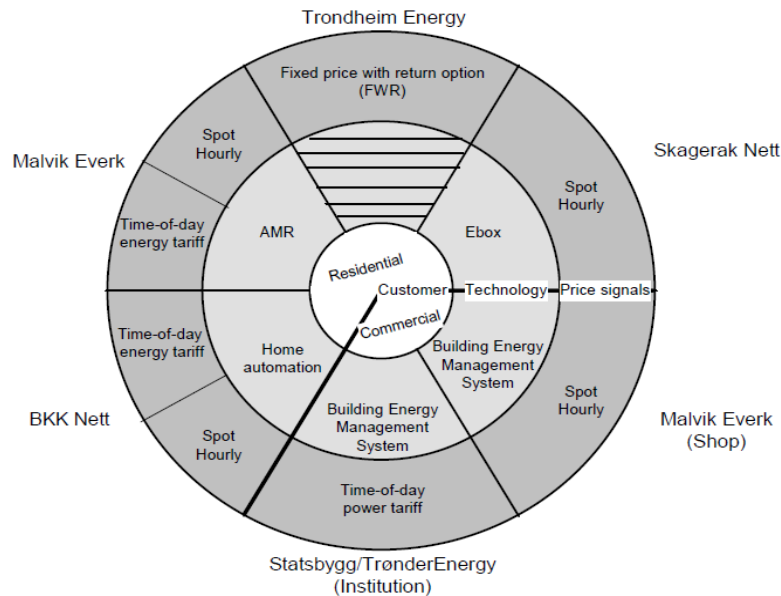 Trondheim Energy
Fixed price with return option
(FWR)
Spot
Hourly
Malvik Everk
Skagerak Nett
Spot
Hourly
Time-of-day
energy tariff
AMR
Ebox
Residential
Customer
Technology
Price signals
Commercial
Time-of-day
energy tariff
Home
automation
Building Energy
Management
System
Building Energy
Management
System
BKK Nett
Spot
Hourly
Spot
Hourly
Malvik Everk
(Shop)
Time-of-day
power tariff
Statsbygg/TrønderEnergy
(Institution)